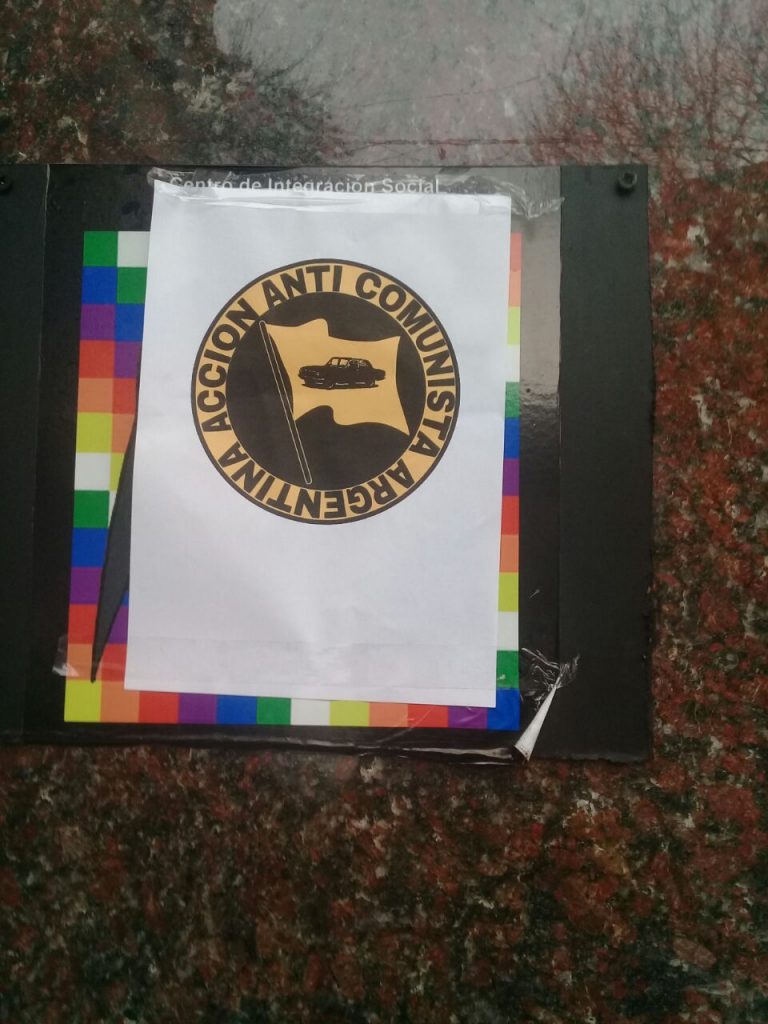 Centro de Integración Social
ACCION ANTI COMUNISTA ARGENTINA